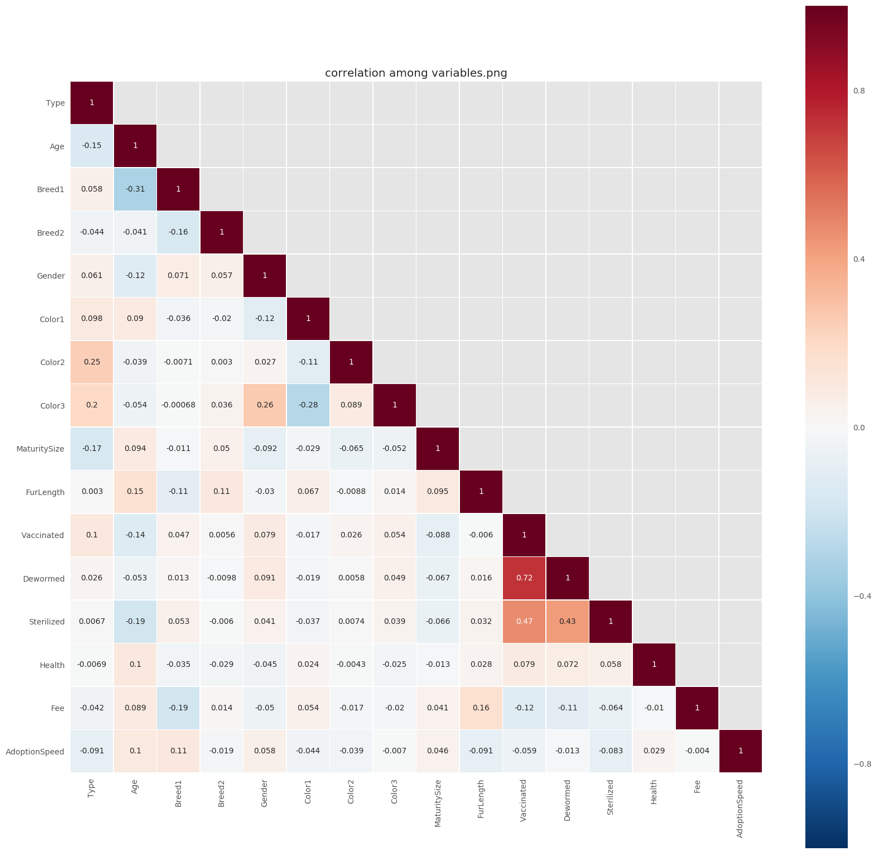 correlation among variables.png
Type 1
Age -0.15 1
Breed1 0.058 -0.31 1
Breed2 -0.044 -0.041 -0.16 1
Gender 0.061 -0.12 0.071 0.057 1
Color1 0.098 0.09 -0.036 -0.02 -0.12 1
Color2 0.25 -0.039 -0.0071 0.003 0.027 -0.11 1
Color3 0.2 -0.054 -0.00068 0.036 0.26 -0.28 0.089 1
MaturitySize -0.17 0.094 -0.011 0.05 -0.092 -0.029 -0.065 -0.052 1
FurLength 0.003 0.15 -0.11 0.11 -0.03 0.067 -0.0088 0.014 0.095 1
Vaccinated 0.1 -0.14 0.047 0.0056 0.079 -0.017 0.026 0.054 -0.088 -0.006 1
Dewormed 0.026 -0.053 0.013 -0.0098 0.091 -0.019 0.0058 0.049 -0.067 0.016 0.72 1
Sterilized 0.0067 -0.19 0.053 -0.006 0.041 -0.037 0.0074 0.039 -0.066 0.032 0.47 0.43 1
Health -0.0069 0.1 -0.035 -0.029 -0.045 0.024 -0.0043 -0.025 -0.013 0.028 0.079 0.072 0.058 1
Fee -0.042 0.089 -0.19 0.014 -0.05 0.054 -0.017 -0.02 0.041 0.16 -0.12 -0.11 -0.064 -0.01 1
AdoptionSpeed -0.091 0.1 0.11 -0.019 0.058 -0.044 -0.039 -0.007 0.046 -0.091 -0.059 -0.013 -0.083 0.029 -0.004 1
Type Age Breed1 Breed2 Gender Color1 Color2 Color3 MaturitySize FurLength Vaccinated Dewormed Sterilized Health Fee AdoptionSpeed
0.8
0.4
0.0
−0.4
−0.8